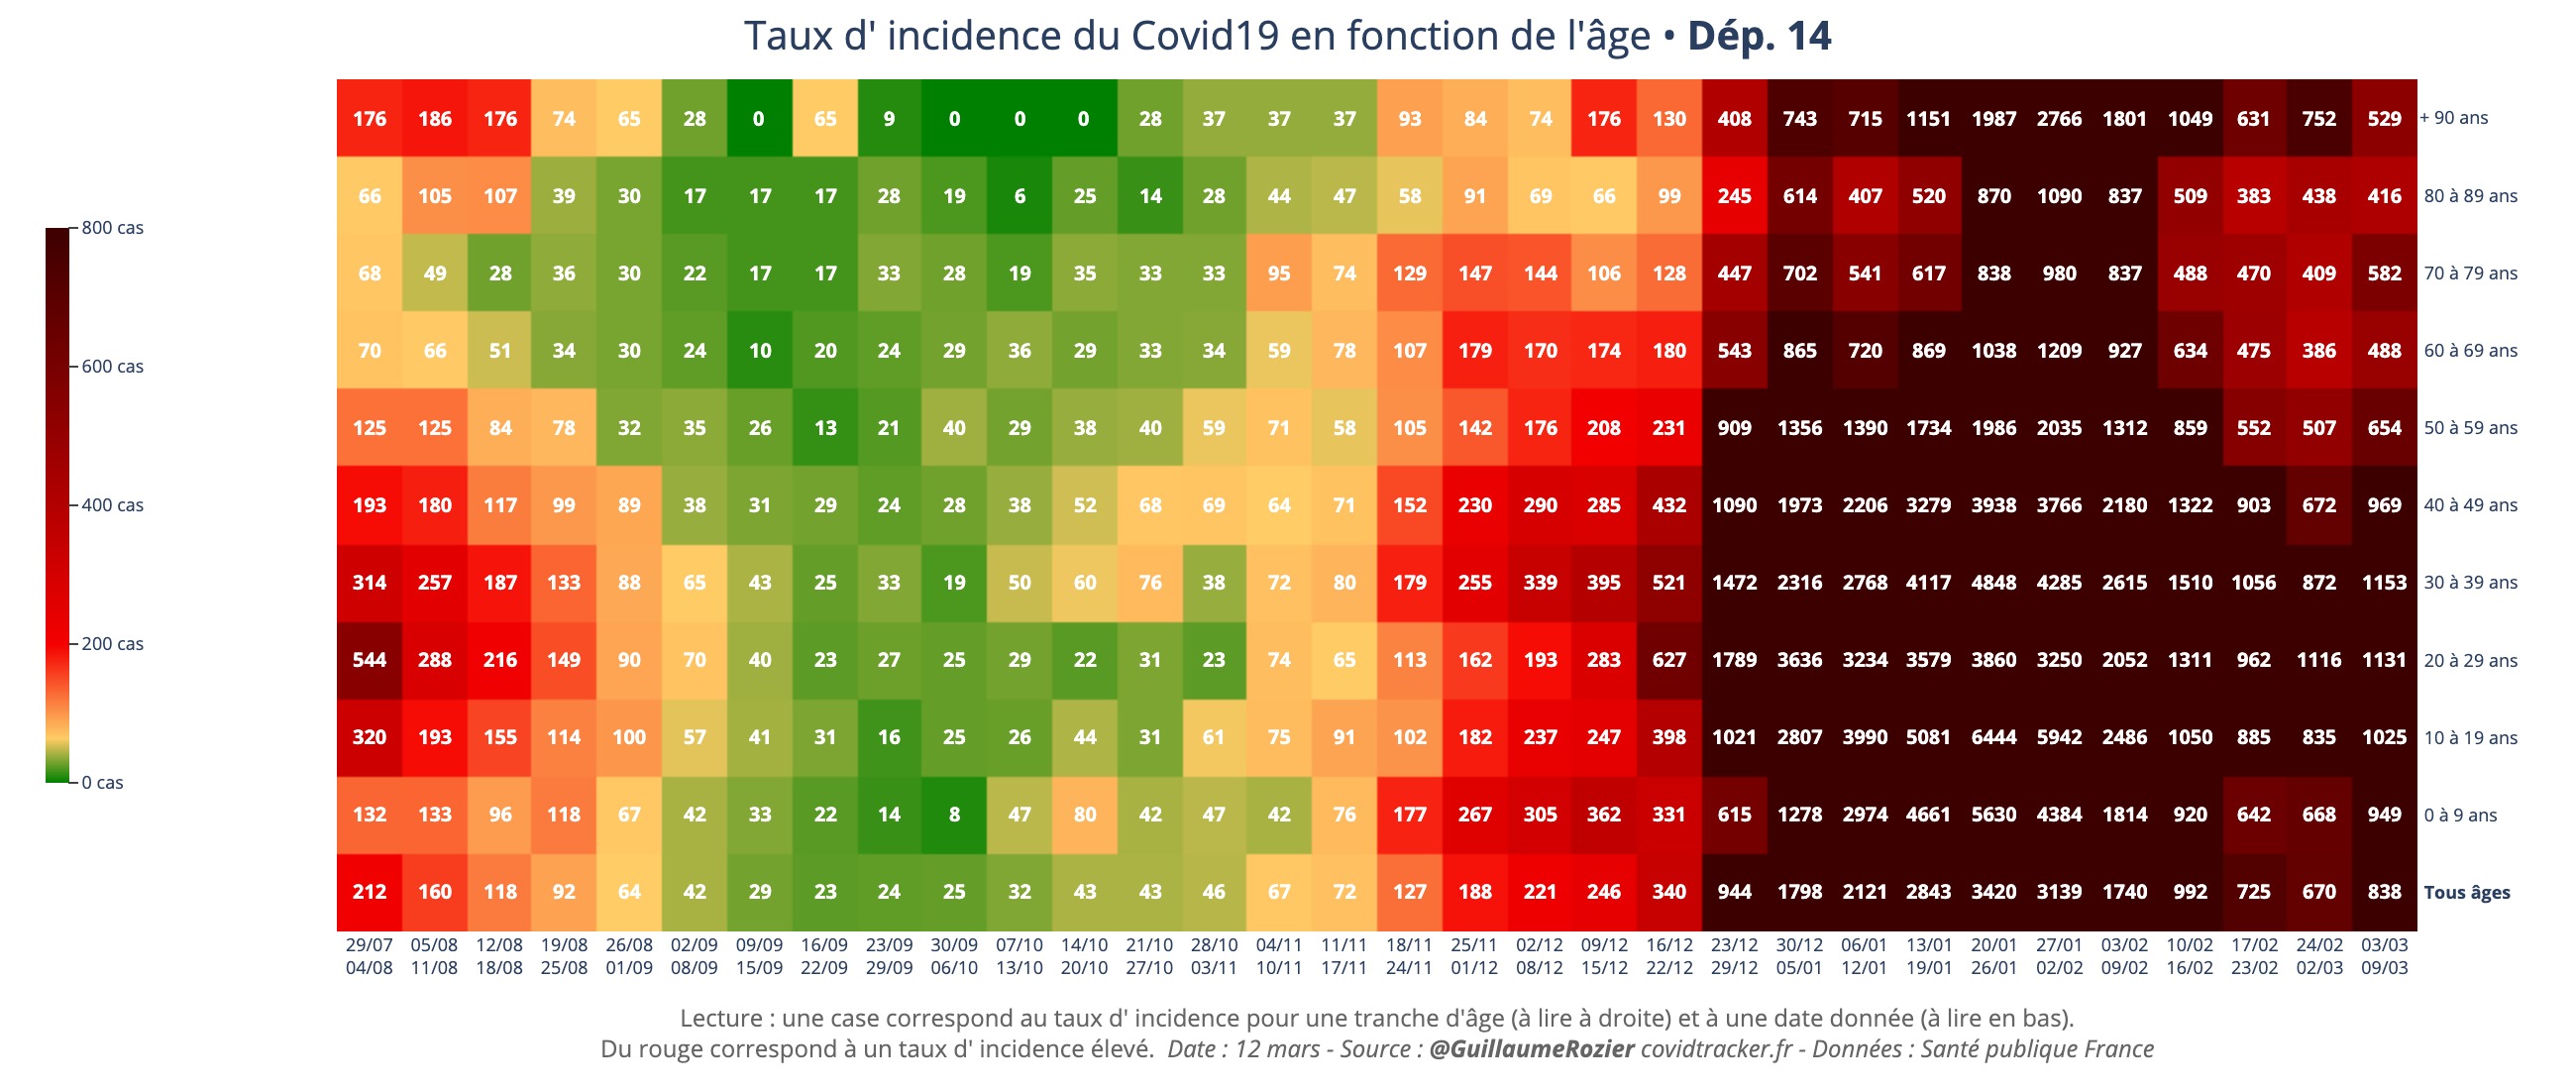 Taux d' incidence du Covid19 en fonction de l'âge • Dép. 14
800 cas
600 cas
400 cas
200 cas
0 cas
176 186 176 74 65 28 0 65 9 0 0 0 28 37 37 37 93 84 74 176 130 408 743 715 1151 1987 2766 1801 1049 631 752 529 + 90 ans
66 105 107 39 30 17 17 17 28 19 6 25 14 28 44 47 58 91 69 66 99 245 614 407 520 870 1090 837 509 383 438 416 80 à 89 ans
68 49 28 36 30 22 17 17 33 28 19 35 33 33 95 74 129 147 144 106 128 447 702 541 617 838 980 837 488 470 409 582 70 à 79 ans
70 66 51 34 30 24 10 20 24 29 36 29 33 34 59 78 107 179 170 174 180 543 865 720 869 1038 1209 927 634 475 386 488 60 à 69 ans
125 125 84 78 32 35 26 13 21 40 29 38 40 59 71 58 105 142 176 208 231 909 1356 1390 1734 1986 2035 1312 859 552 507 654 50 à 59 ans
193 180 117 99 89 38 31 29 24 28 38 52 68 69 64 71 152 230 290 285 432 1090 1973 2206 3279 3938 3766 2180 1322 903 672 969 40 à 49 ans
314 257 187 133 88 65 43 25 33 19 50 60 76 38 72 80 179 255 339 395 521 1472 2316 2768 4117 4848 4285 2615 1510 1056 872 1153 30 à 39 ans
544 288 216 149 90 70 40 23 27 25 29 22 31 23 74 65 113 162 193 283 627 1789 3636 3234 3579 3860 3250 2052 1311 962 1116 1131 20 à 29 ans
320 193 155 114 100 57 41 31 16 25 26 44 31 61 75 91 102 182 237 247 398 1021 2807 3990 5081 6444 5942 2486 1050 885 835 1025 10 à 19 ans
132 133 96 118 67 42 33 22 14 8 47 80 42 47 42 76 177 267 305 362 331 615 1278 2974 4661 5630 4384 1814 920 642 668 949 0 à 9 ans
212 160 118 92 64 42 29 23 24 25 32 43 43 46 67 72 127 188 221 246 340 944 1798 2121 2843 3420 3139 1740 992 725 670 838 Tous âges
29/07 05/08 12/08 19/08 26/08 02/09 09/09 16/09 23/09 30/09 07/10 14/10 21/10 28/10 04/11 11/11 18/11 25/11 02/12 09/12 16/12 23/12 30/12 06/01 13/01 20/01 27/01 03/02 10/02 17/02 24/02 03/03
04/08 11/08 18/08 25/08 01/09 08/09 15/09 22/09 29/09 06/10 13/10 20/10 27/10 03/11 10/11 17/11 24/11 01/12 08/12 15/12 22/12 29/12 05/01 12/01 19/01 26/01 02/02 09/02 16/02 23/02 02/03 09/03
Lecture : une case correspond au taux d' incidence pour une tranche d'âge (à lire à droite) et à une date donnée (à lire en bas).
Du rouge correspond à un taux d' incidence élevé. Date : 12 mars - Source : @GuillaumeRozier covidtracker.fr - Données : Santé publique France